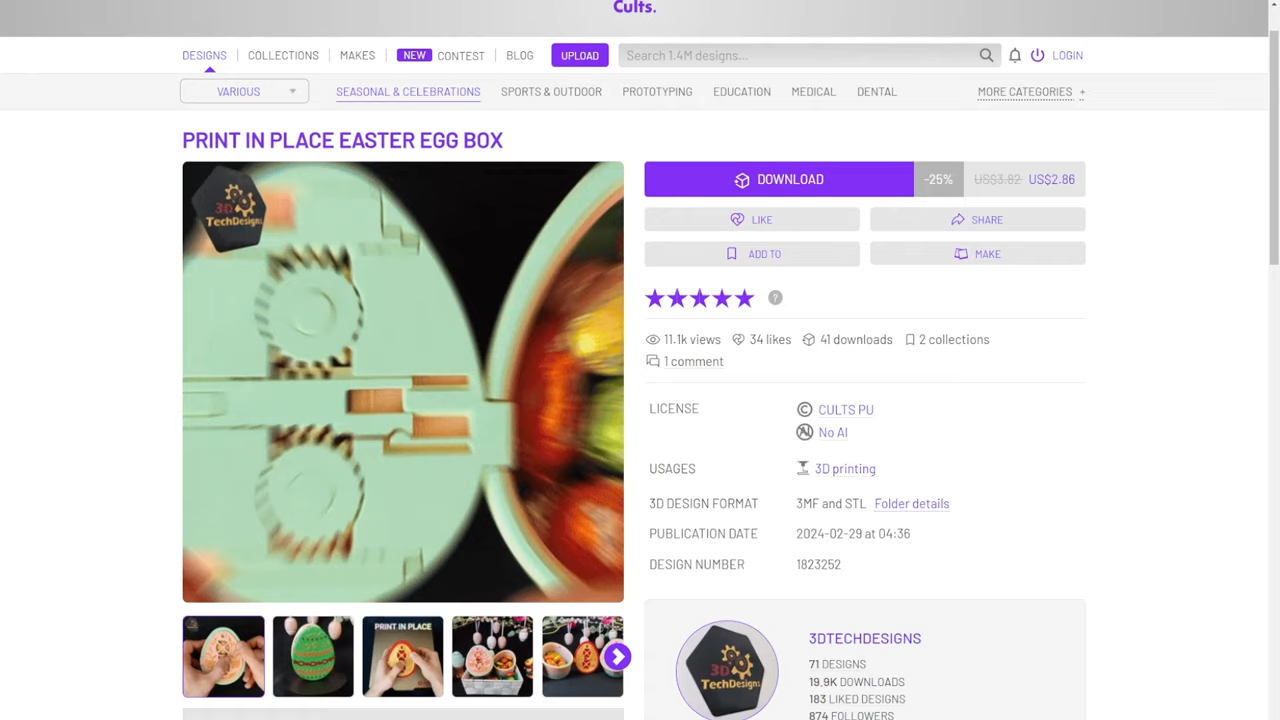 Cults.
DESIGNS COLLECTIONS MAKES NEW CONTEST BLOG UPLOAD Search 1.4M designs... LOGIN
VARIOUS SEASONAL & CELEBRATIONS SPORTS & OUTDOOR PROTOTYPING EDUCATION MEDICAL DENTAL MORE CATEGORIES +
PRINT IN PLACE EASTER EGG BOX
3D
TechDesigns
DOWNLOAD -25% US$3.82 US$2.86
LIKE SHARE
ADD TO MAKE
?
11.1k views 34 likes 41 downloads 2 collections
1 comment
LICENSE CULTS PU
No AI
USAGES 3D printing
3D DESIGN FORMAT 3MF and STL Folder details
PUBLICATION DATE 2024-02-29 at 04:36
DESIGN NUMBER 1823252
PRINT IN PLACE
3D
TechDesigns
3DTECHDESIGNS
71 DESIGNS
19.9K DOWNLOADS
183 LIKED DESIGNS
874 FOLLOWERS